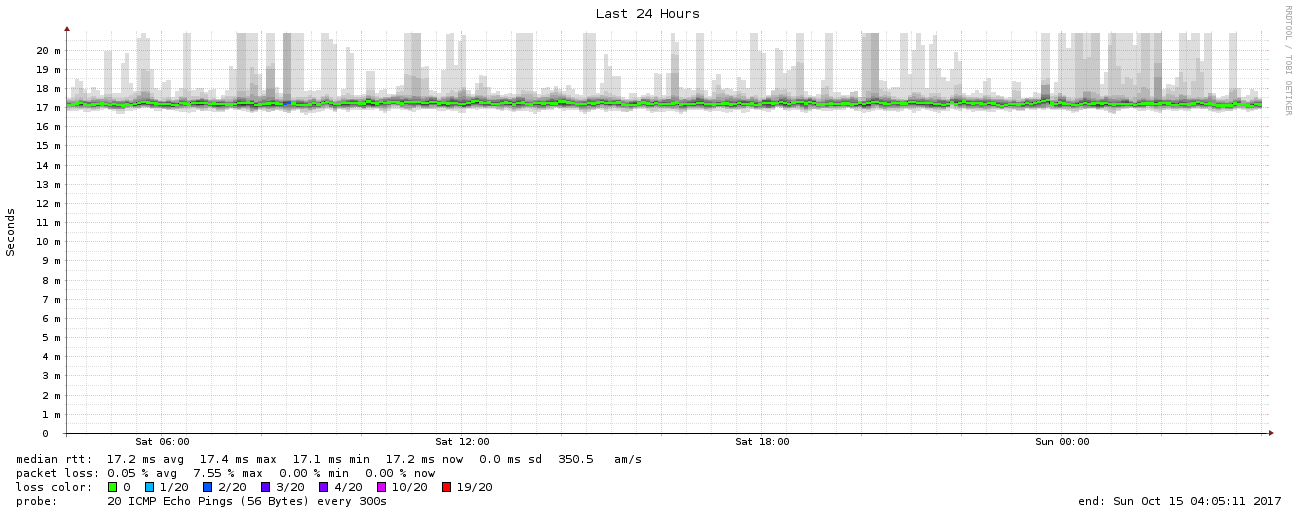 Last 24 Hours
RRDTOOL / TOBI OETIKER
Seconds
20 m
19 m
18 m
17 m
16 m
15 m
14 m
13 m
12 m
11 m
10 m
9 m
8 m
7 m
6 m
5 m
4 m
3 m
2 m
1 m
0
Sat 06:00 Sat 12:00 Sat 18:00 Sun 00:00
median rtt: 17.2 ms avg 17.4 ms max 17.1 ms min 17.2 ms now 0.0 ms sd 350.5 am/s
packet loss: 0.05 % avg 7.55 % max 0.00 % min 0.00 % now
loss color: 0 1/20 2/20 3/20 4/20 10/20 19/20
probe: 20 ICMP Echo Pings (56 Bytes) every 300s end: Sun Oct 15 04:05:11 2017